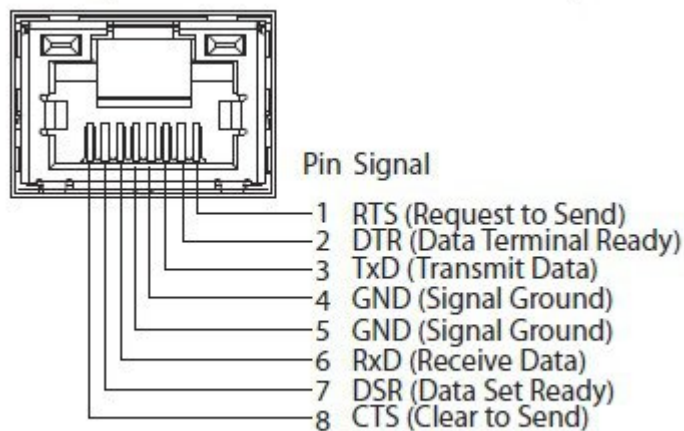 Pin Signal
1 RTS (Request to Send)
2 DTR (Data Terminal Ready)
3 TxD (Transmit Data)
4 GND (Signal Ground)
5 GND (Signal Ground)
6 RxD (Receive Data)
7 DSR (Data Set Ready)
8 CTS (Clear to Send)